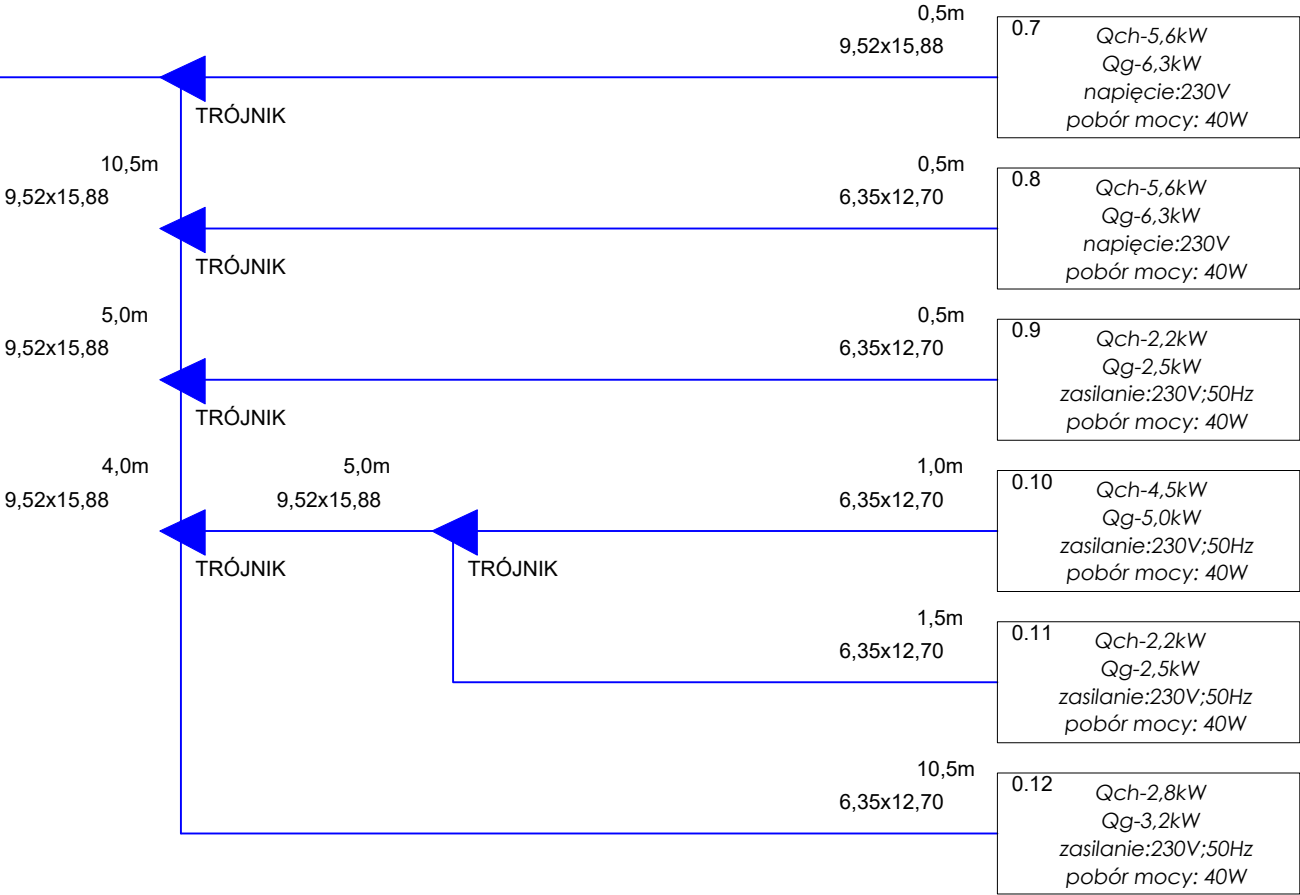 0,5m
9,52x15,88
0.7
Qch-5,6kW
Qg-6,3kW
napięcie:230V
pobór mocy: 40W
TRÓJNIK
10,5m
9,52x15,88
0,5m
6,35x12,70
0.8
Qch-5,6kW
Qg-6,3kW
napięcie:230V
pobór mocy: 40W
TRÓJNIK
5,0m
9,52x15,88
0,5m
6,35x12,70
0.9
Qch-2,2kW
Qg-2,5kW
zasilanie:230V;50Hz
pobór mocy: 40W
TRÓJNIK
4,0m
9,52x15,88
5,0m
9,52x15,88
1,0m
6,35x12,70
0.10
Qch-4,5kW
Qg-5,0kW
zasilanie:230V;50Hz
pobór mocy: 40W
TRÓJNIK
TRÓJNIK
1,5m
6,35x12,70
0.11
Qch-2,2kW
Qg-2,5kW
zasilanie:230V;50Hz
pobór mocy: 40W
10,5m
6,35x12,70
0.12
Qch-2,8kW
Qg-3,2kW
zasilanie:230V;50Hz
pobór mocy: 40W